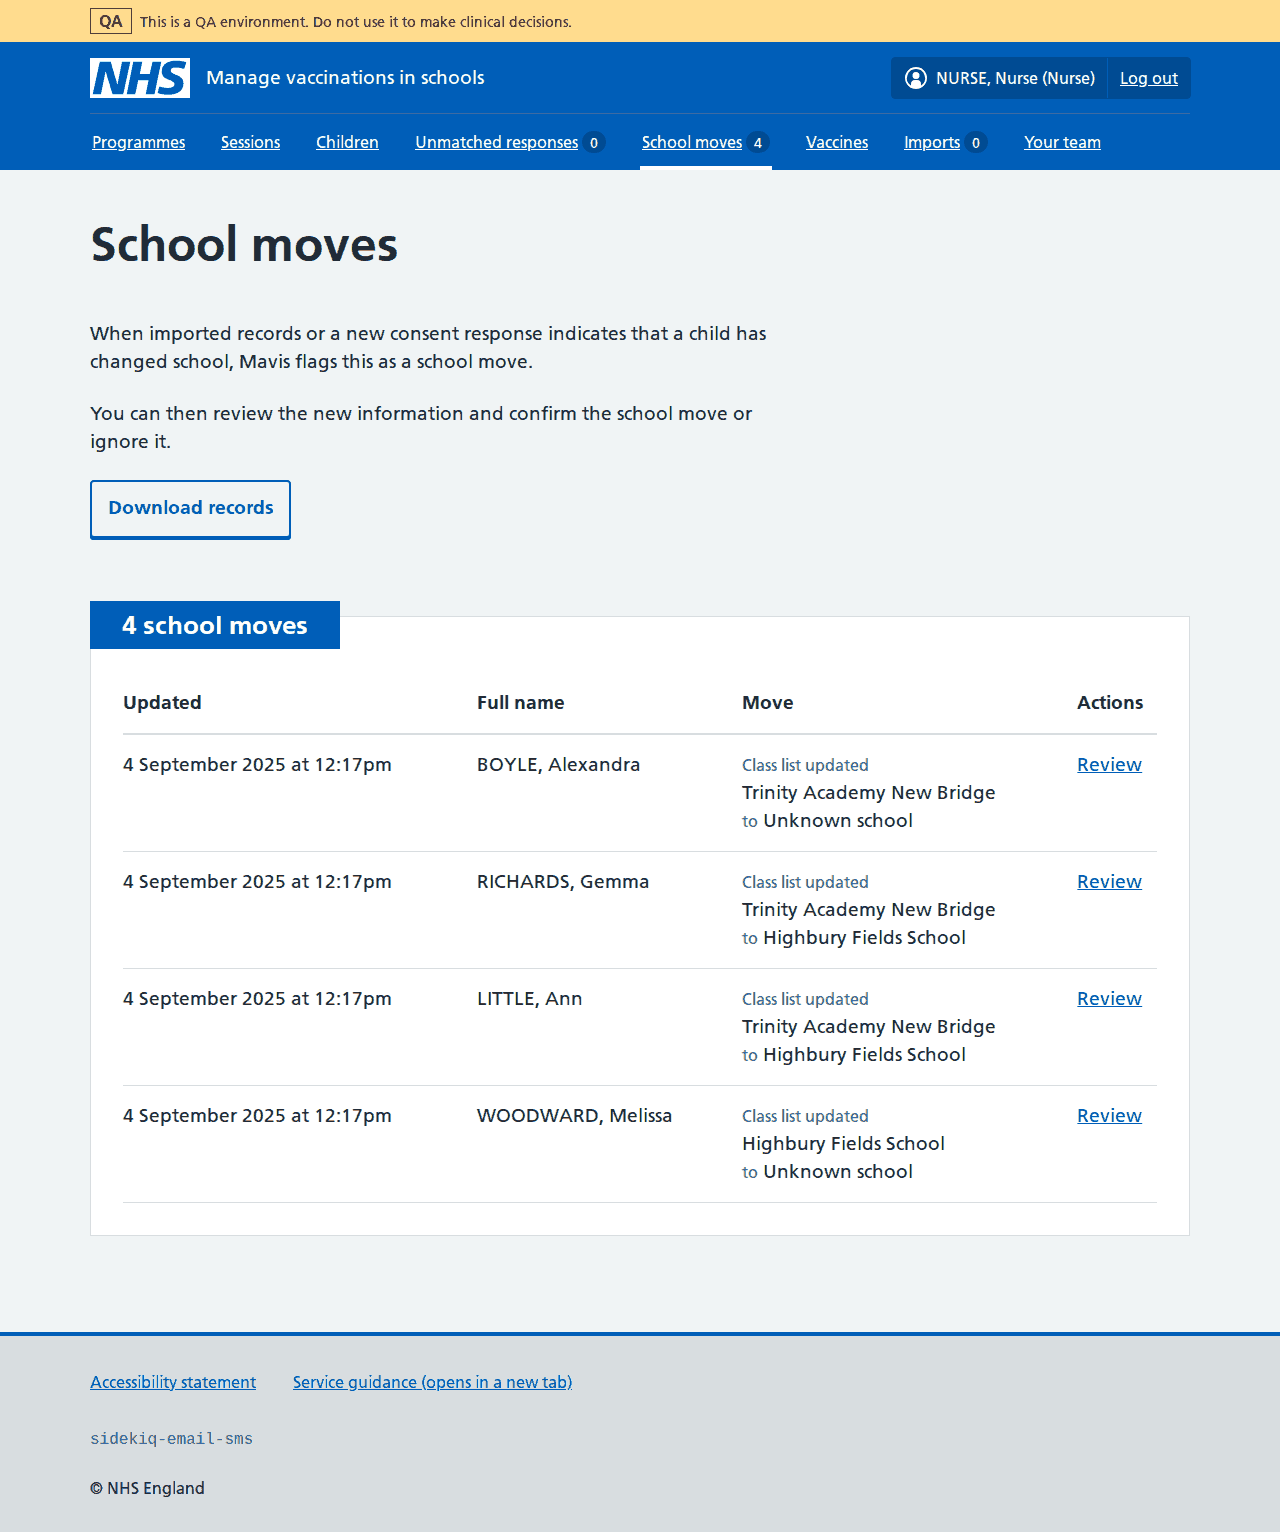 QA This is a QA environment. Do not use it to make clinical decisions.
NHS Manage vaccinations in schools NURSE, Nurse (Nurse) Log out
Programmes Sessions Children Unmatched responses 0 School moves 4 Vaccines Imports 0 Your team
School moves
When imported records or a new consent response indicates that a child has
changed school, Mavis flags this as a school move.
You can then review the new information and confirm the school move or
ignore it.
Download records
4 school moves
Updated Full name Move Actions
4 September 2025 at 12:17pm BOYLE, Alexandra Class list updated Review
Trinity Academy New Bridge
to Unknown school
4 September 2025 at 12:17pm RICHARDS, Gemma Class list updated Review
Trinity Academy New Bridge
to Highbury Fields School
4 September 2025 at 12:17pm LITTLE, Ann Class list updated Review
Trinity Academy New Bridge
to Highbury Fields School
4 September 2025 at 12:17pm WOODWARD, Melissa Class list updated Review
Highbury Fields School
to Unknown school
Accessibility statement Service guidance (opens in a new tab)
sidekiq-email-sms
© NHS England